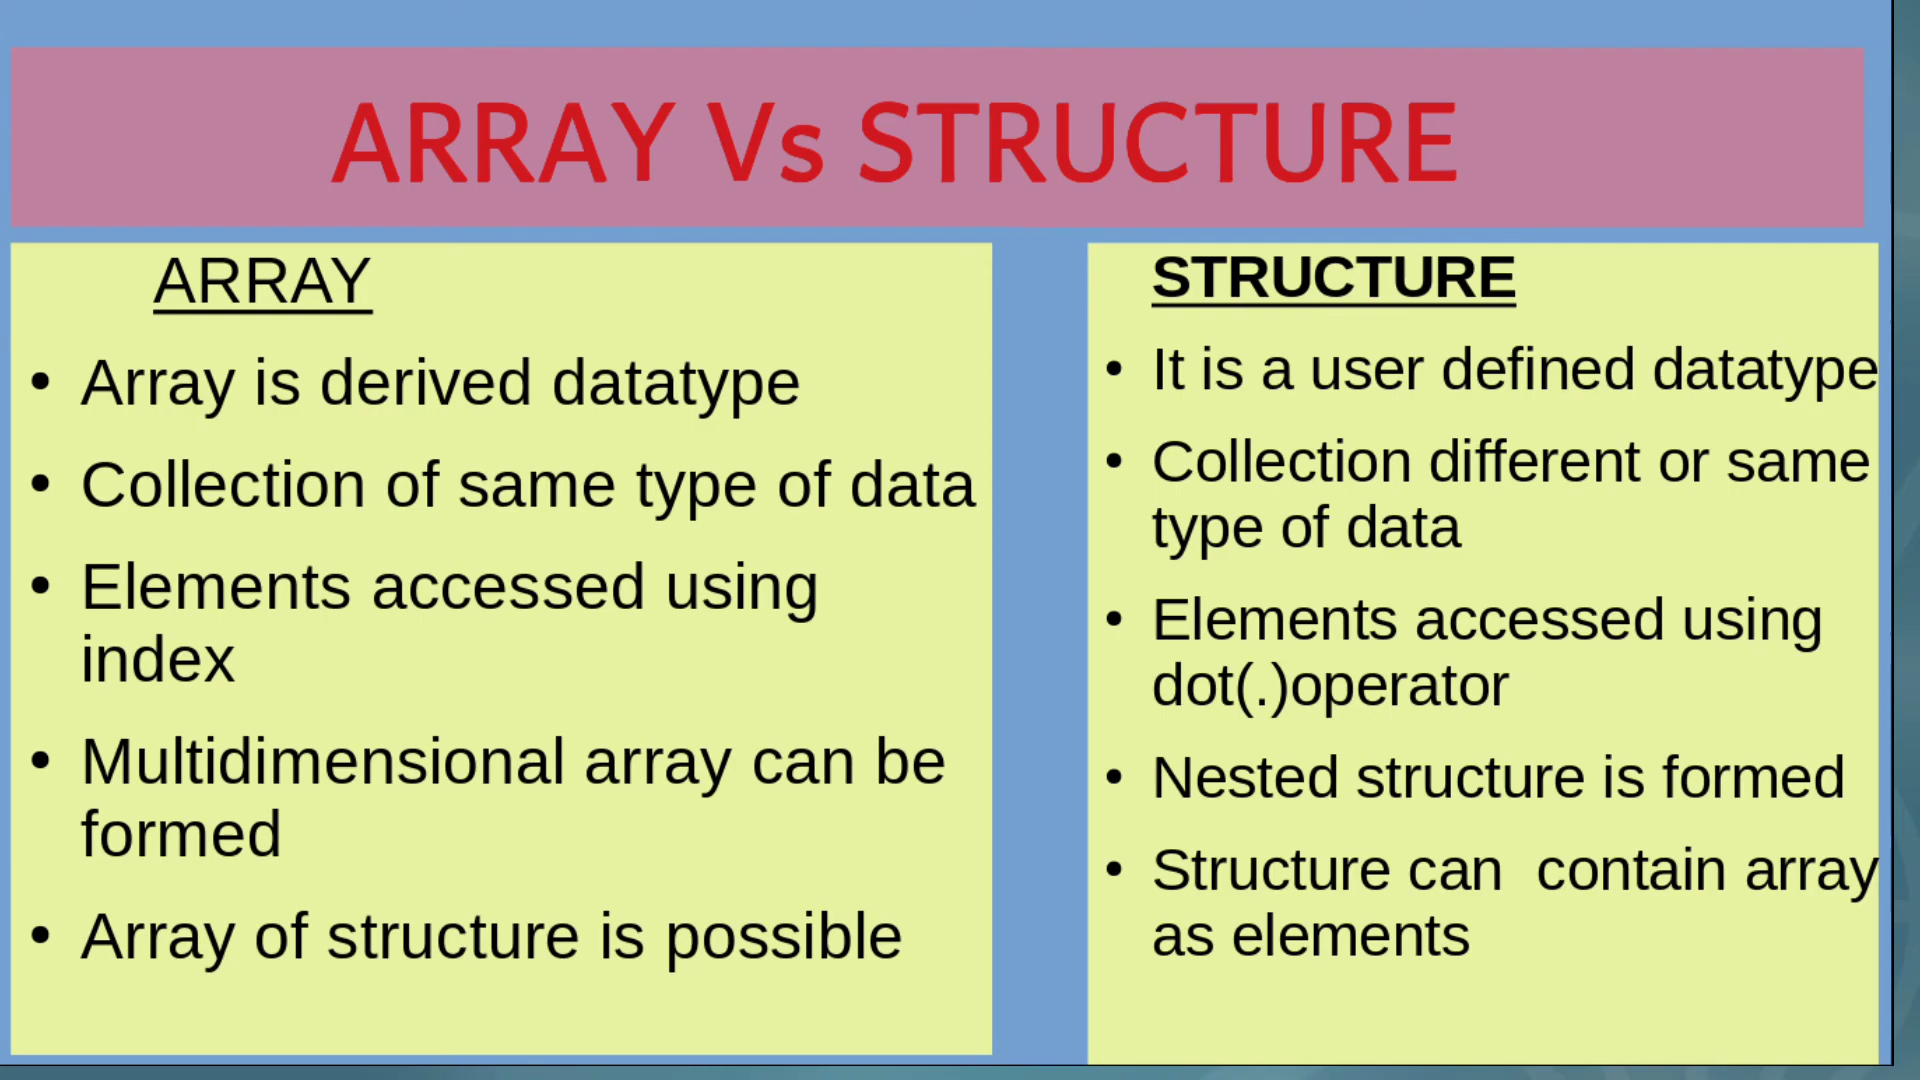 ARRAY Vs STRUCTURE
ARRAY
• Array is derived datatype
• Collection of same type of data
• Elements accessed using
index
• Multidimensional array can be
formed
• Array of structure is possible
STRUCTURE
• It is a user defined datatype
• Collection different or same
type of data
• Elements accessed using
dot(.)operator
• Nested structure is formed
• Structure can  contain array
as elements